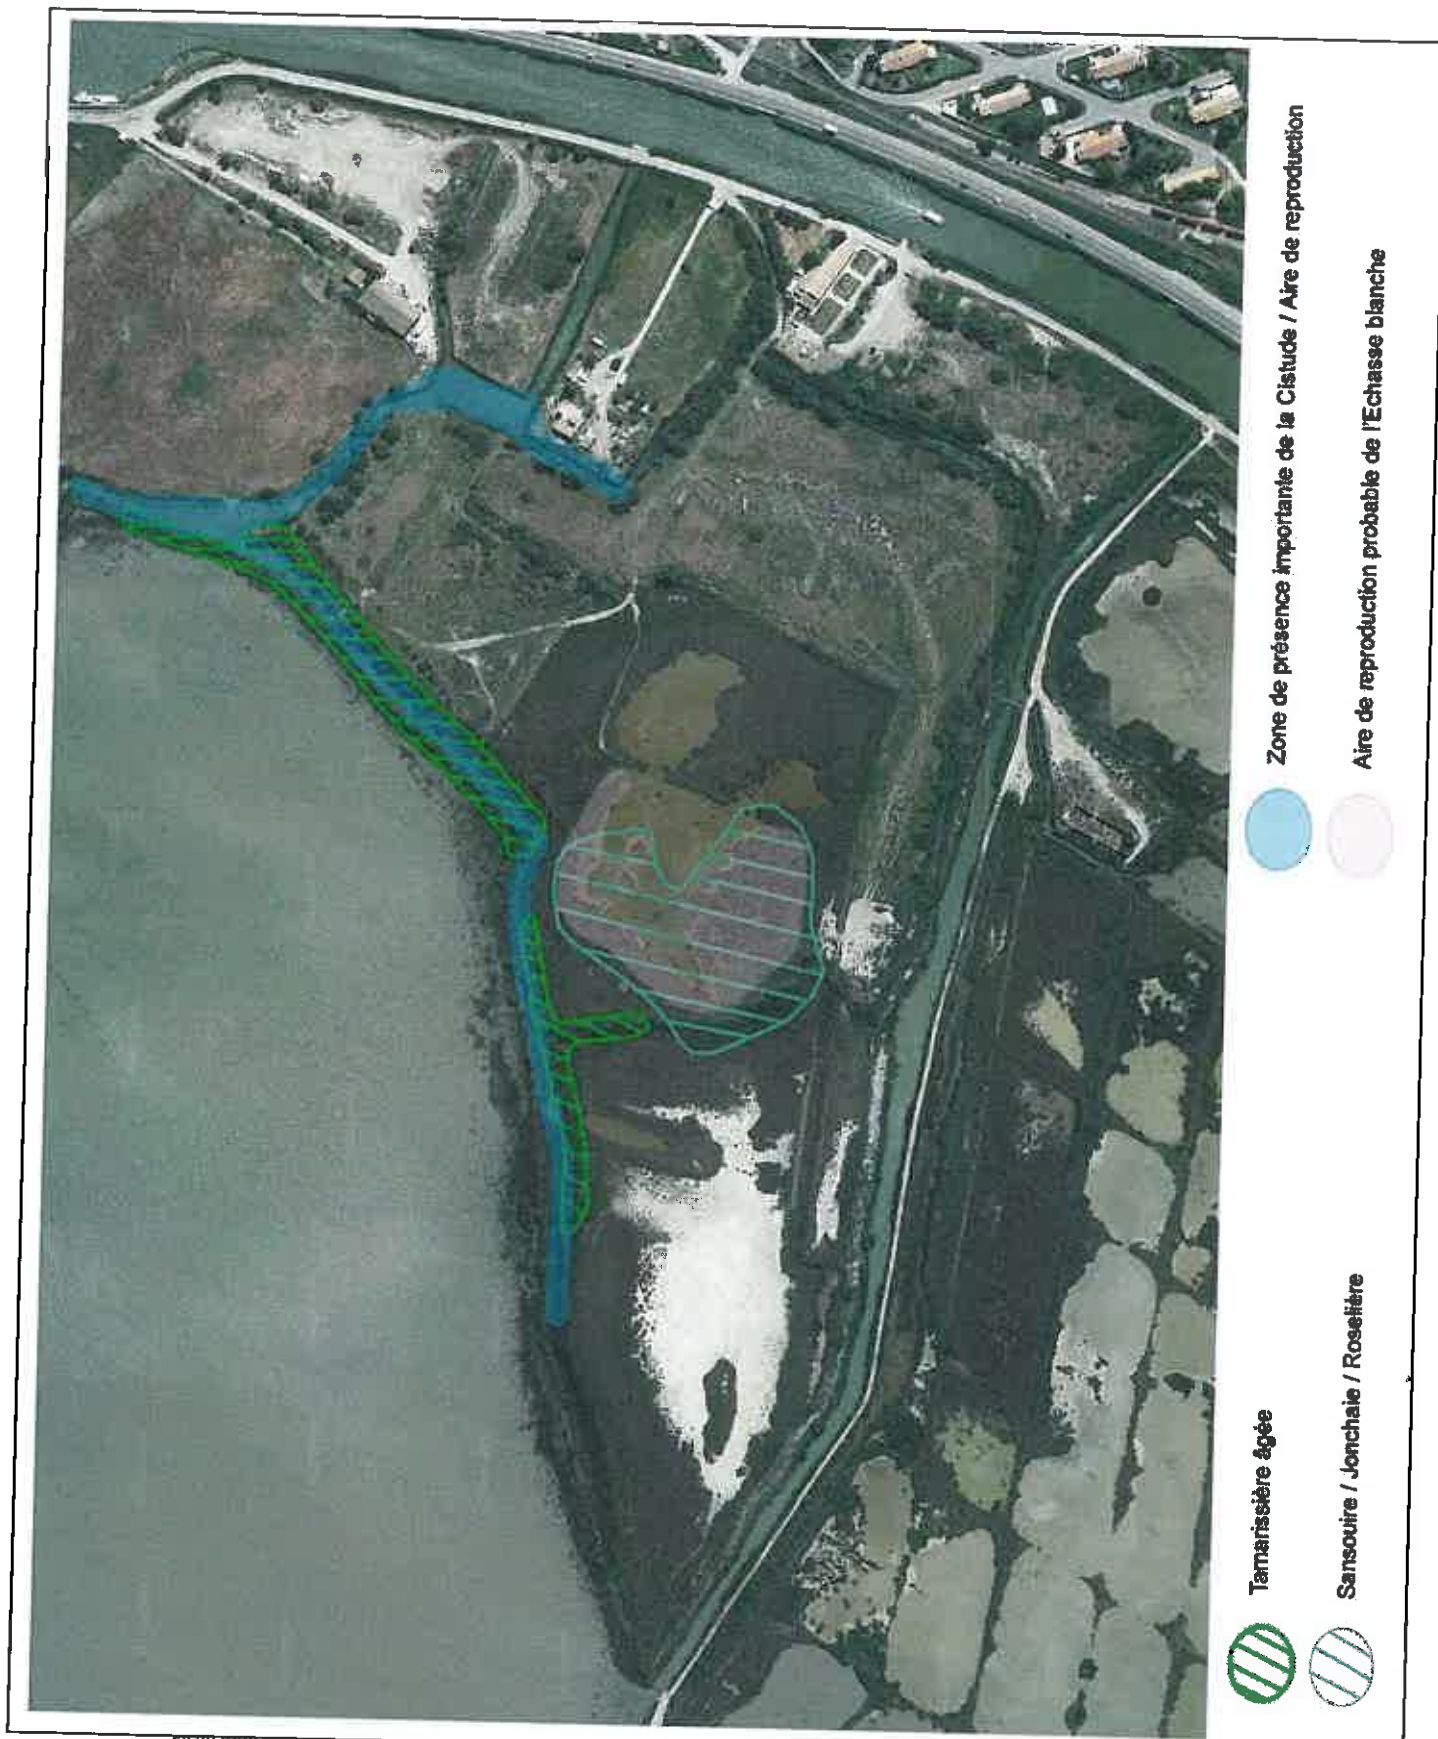 Tamarissière âgée
Sansouire / Jonchaie / Roselière
Zone de présence importante de la Cistude / Aire de reproduction
Aire de reproduction probable de l'Echasse blanche